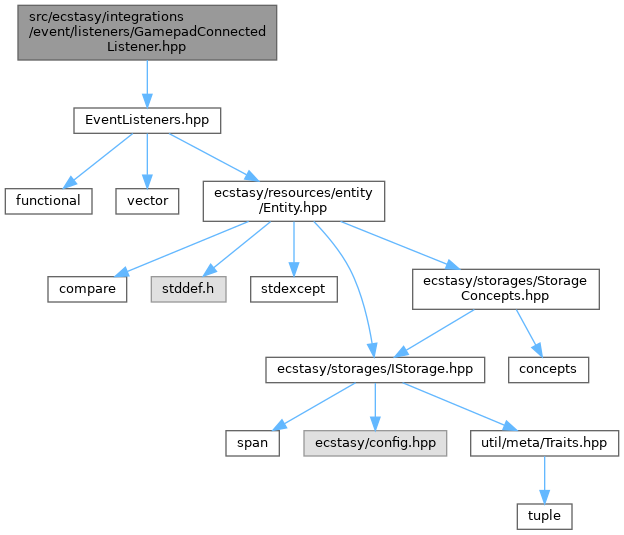 src/ecstasy/integrations
/event/listeners/GamepadConnected
Listener.hpp
EventListeners.hpp
functional
vector
ecstasy/resources/entity
/Entity.hpp
compare
stddef.h
stdexcept
ecstasy/storages/Storage
Concepts.hpp
ecstasy/storages/IStorage.hpp
concepts
span
ecstasy/config.hpp
util/meta/Traits.hpp
tuple